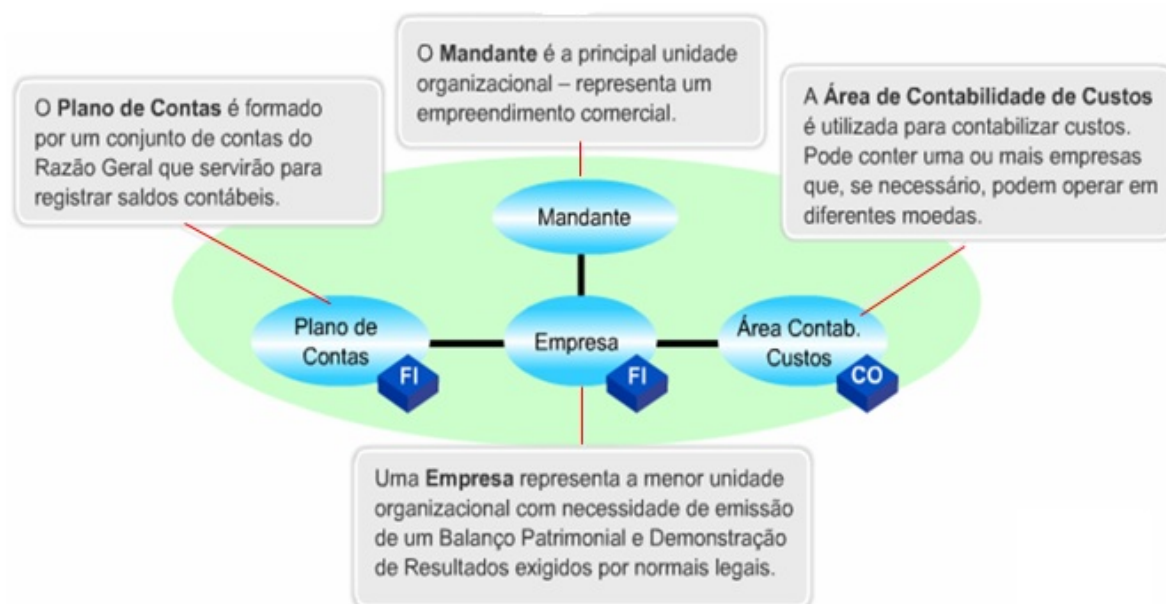 O Mandante é a principal unidade
organizacional – representa um
empreendimento comercial.
O Plano de Contas é formado
por um conjunto de contas do
Razão Geral que servirão para
registrar saldos contábeis.
A Área de Contabilidade de Custos
é utilizada para contabilizar custos.
Pode conter uma ou mais empresas
que, se necessário, podem operar em
diferentes moedas.
Mandante
Plano de
Contas
FI
Empresa
FI
Área Contab.
Custos
CO
Uma Empresa representa a menor unidade
organizacional com necessidade de emissão
de um Balanço Patrimonial e Demonstração
de Resultados exigidos por normais legais.